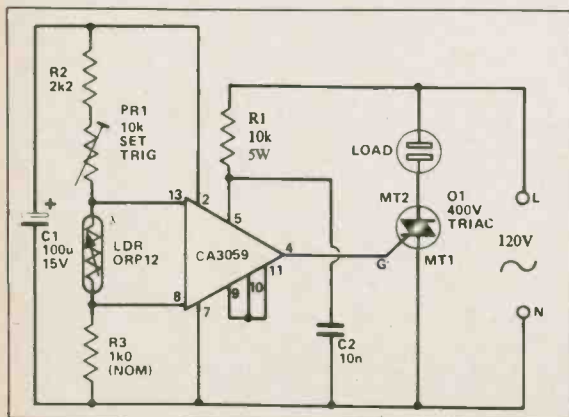 R2
2k2
PR1
10k
SET
TRIG
+
C1
100u
15V
LDR
ORP12
R3
1k0
(NOM)
13
2
5
8
7
9
10
11
4
CA3059
R1
10k
5W
C2
10n
G
LOAD
MT2
MT1
Q1
400V
TRIAC
L
120V
N